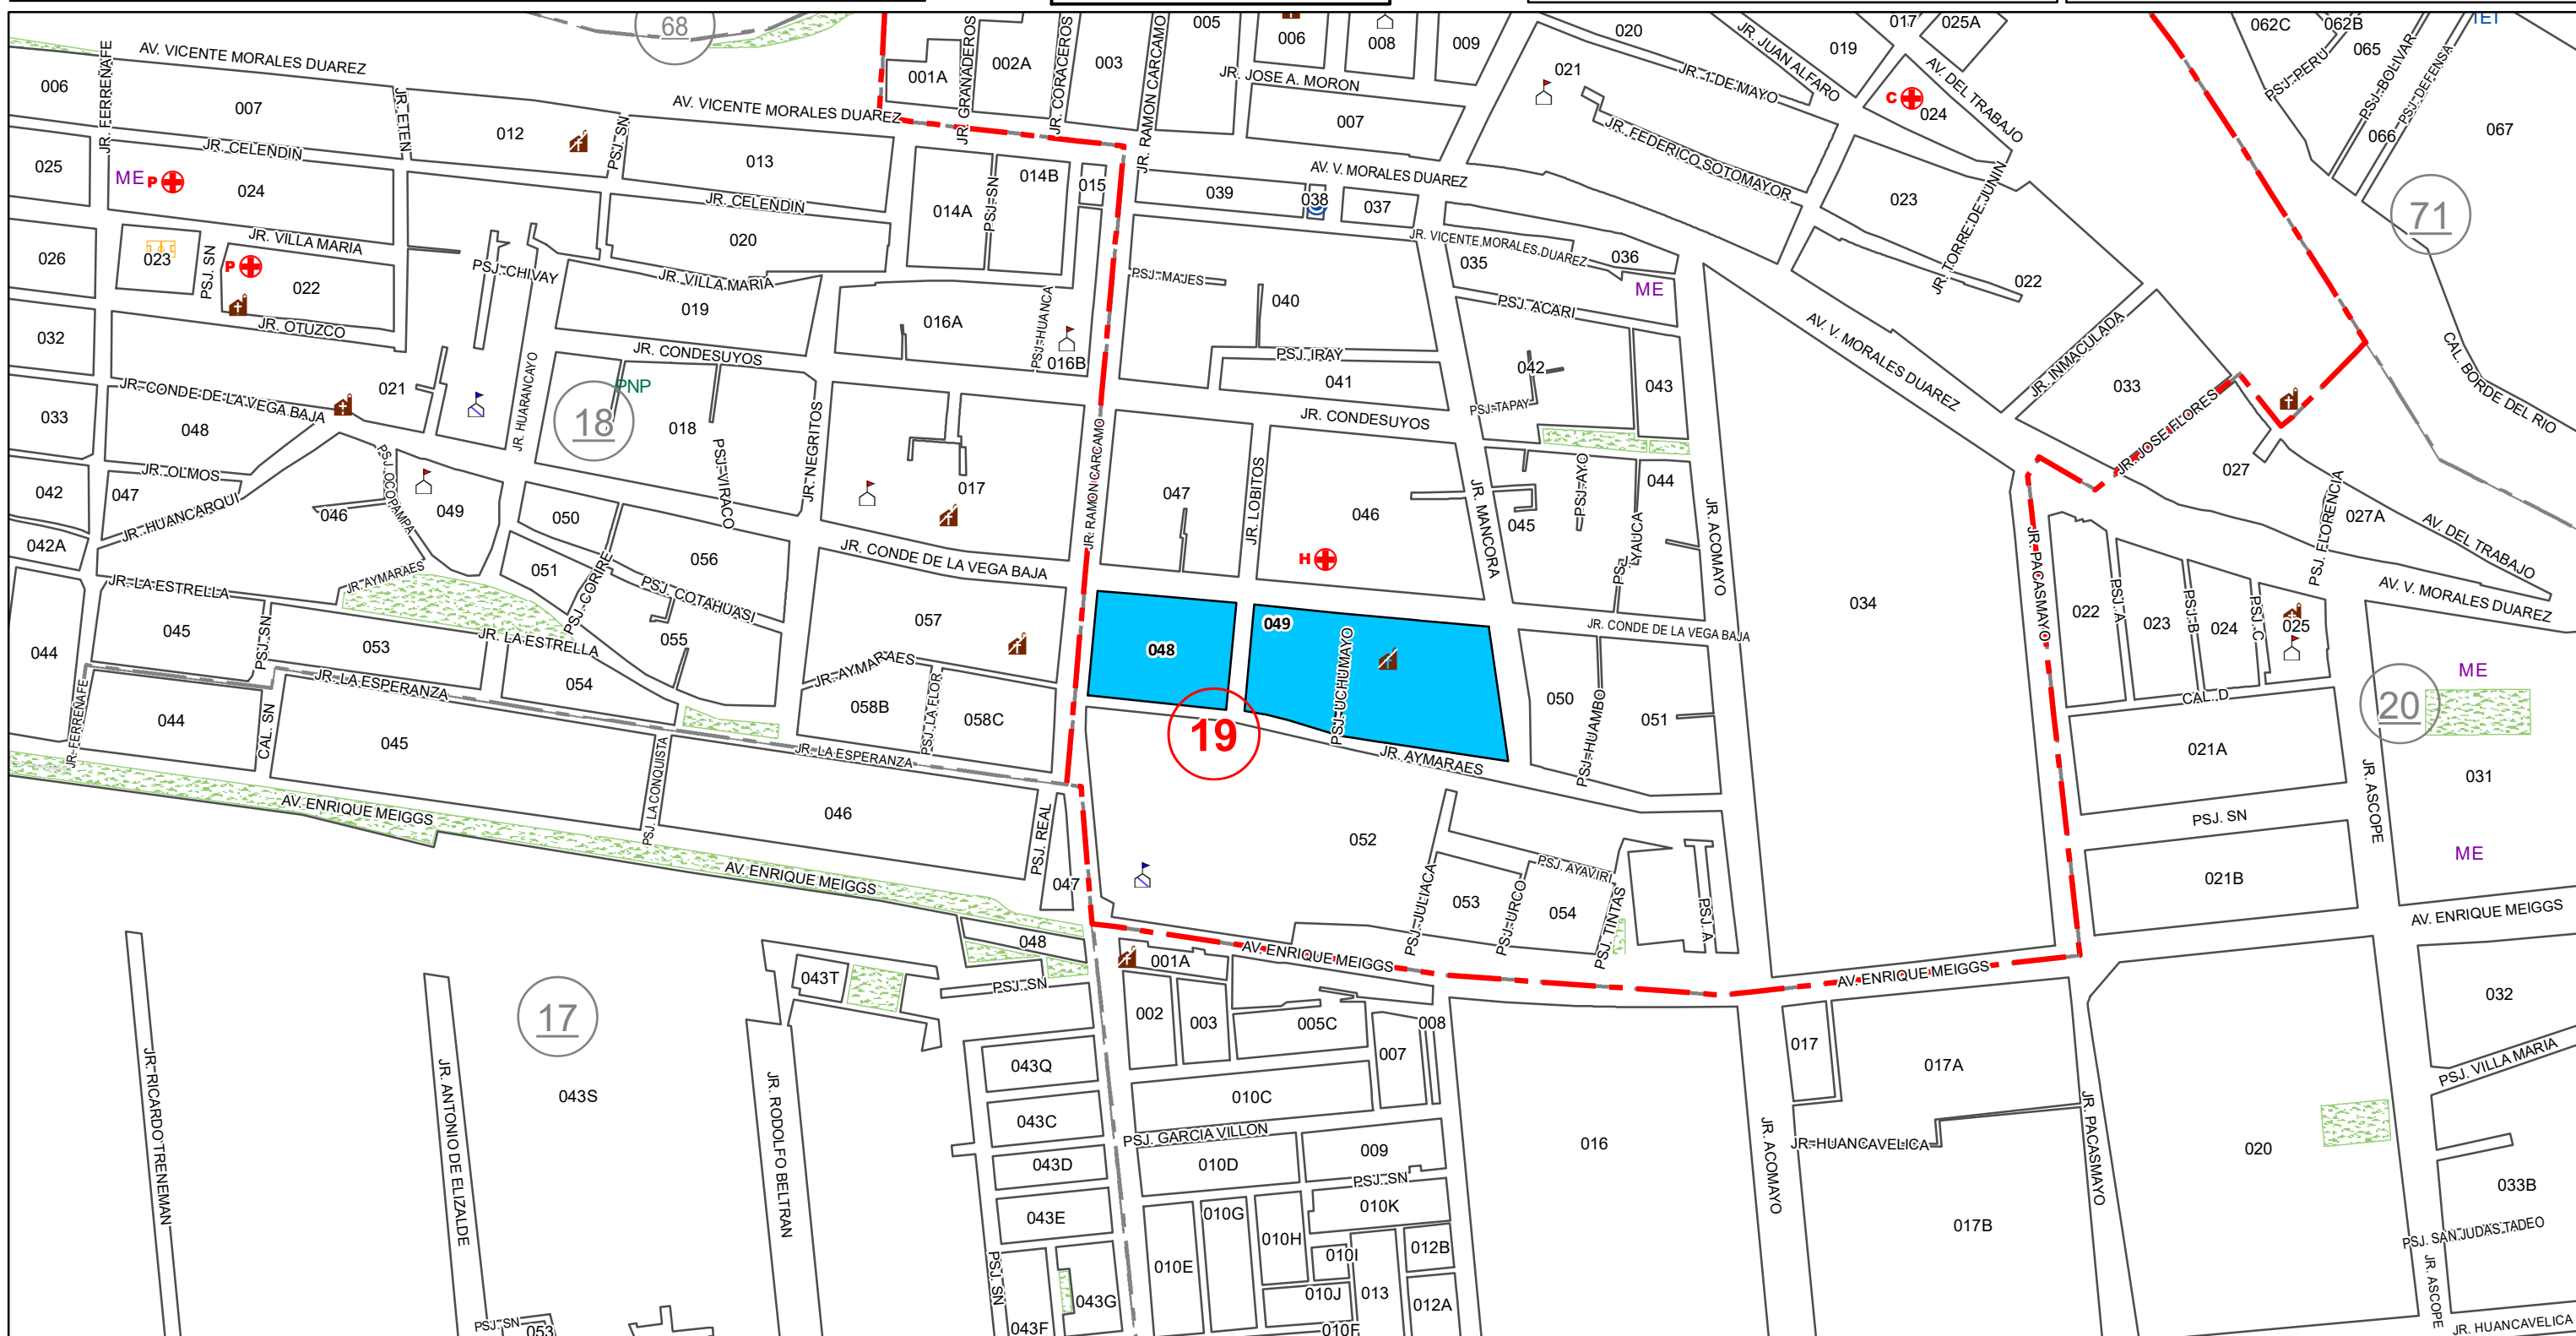 68
005
006
008
009
020
017
025A
062C
062B
TET
AV. VICENTE MORALES DUAREZ
JR. FERREÑAFE
006
007
JR. ETEN
012
PSJ. SN
AV. VICENTE MORALES DUAREZ
001A
JR. GRANADEROS
002A
JR. CORACEROS
003
JR. RAMON CARCAMO
JR. JOSE A. MORON
007
021
JR. 1 DE MAYO
JR. JUAN ALFARO
019
AV. DEL TRABAJO
C
024
PSJ. PERU
065
PSJ. BOLIVAR
066
PSJ. DEFENSA
067
JR. FEDERICO SOTOMAYOR
025
JR. CELENDIN
013
014A
PSJ. SN
014B
015
039
038
037
AV. V. MORALES DUAREZ
023
JR. TORRE DE JUNIN
71
ME
P
024
JR. CELENDIN
020
026
023
PSJ. SN
JR. VILLA MARIA
P
022
PSJ. CHIVAY
JR. VILLA MARIA
019
016A
PSJ. HUANCA
016B
PSJ. MAJES
040
JR. VICENTE MORALES DUAREZ
035
036
ME
PSJ. ACARI
022
JR. OTUZCO
032
JR. CONDESUYOS
PSJ. IRAY
041
042
043
AV. V. MORALES DUAREZ
JR. INMACULADA
033
CAL. BORDE DEL RIO
JR. CONDE DE LA VEGA BAJA
021
JR. HUARANCAYO
18
PNP
018
PSJ. VIRACO
JR. NEGRITOS
017
JR. RAMON CARCAMO
JR. CONDESUYOS
PSJ. TAPAY
JR. JOSE FLORES
033
048
JR. OLMOS
042
047
JR. HUANCARQUI
046
PSJ. OCOPAMPA
049
050
056
047
JR. LOBITOS
046
JR. MANCORA
045
PSJ. AYO
044
PSJ. YAUCA
JR. ACOMAYO
027
027A
PSJ. FLORENCIA
AV. DEL TRABAJO
042A
JR. LA ESTRELLA
JR. AYMARAES
051
PSJ. CORIRE
PSJ. COTAHUASI
JR. CONDE DE LA VEGA BAJA
H
034
JR. PACASMAYO
022
PSJ. A
023
PSJ. B
024
PSJ. C
025
AV. V. MORALES DUAREZ
044
045
PSJ. SN
053
JR. LA ESTRELLA
055
057
048
049
PSJ. UCHUMAYO
JR. CONDE DE LA VEGA BAJA
JR. FERREÑAFE
JR. LA ESPERANZA
054
JR. AYMARAES
058B
PSJ. LA FLOR
058C
19
JR. AYMARAES
050
PSJ. HUAMBO
051
CAL. D
20
ME
044
CAL. SN
045
PSJ. LA CONQUISTA
JR. LA ESPERANZA
021A
JR. ASCOPE
031
AV. ENRIQUE MEIGGS
046
PSJ. REAL
047
052
PSJ. JULIACA
053
PSJ. URCO
PSJ. AYAVIRI
054
PSJ. TINTAS
PSJ. A
PSJ. SN
021B
ME
AV. ENRIQUE MEIGGS
AV. ENRIQUE MEIGGS
048
001A
AV. ENRIQUE MEIGGS
AV. ENRIQUE MEIGGS
043T
PSJ. SN
002
003
005C
007
008
032
17
043S
043Q
017
017A
PSJ. VILLA MARIA
JR. RICARDO TRENEMAN
JR. ANTONIO DE ELIZALDE
JR. RODOLFO BELTRAN
043C
010C
PSJ. GARCIA VILLON
043D
010D
009
PSJ. SN
016
JR. ACOMAYO
JR. HUANCAVELICA
JR. PACASMAYO
020
043E
010G
010K
033B
010E
010H
010I
012B
017B
PSJ. SAN JUDAS TADEO
PSJ. SN
043G
010J
013
012A
JR. ASCOPE
PSJ. SN
053
043F
010F
JR. HUANCAVELICA